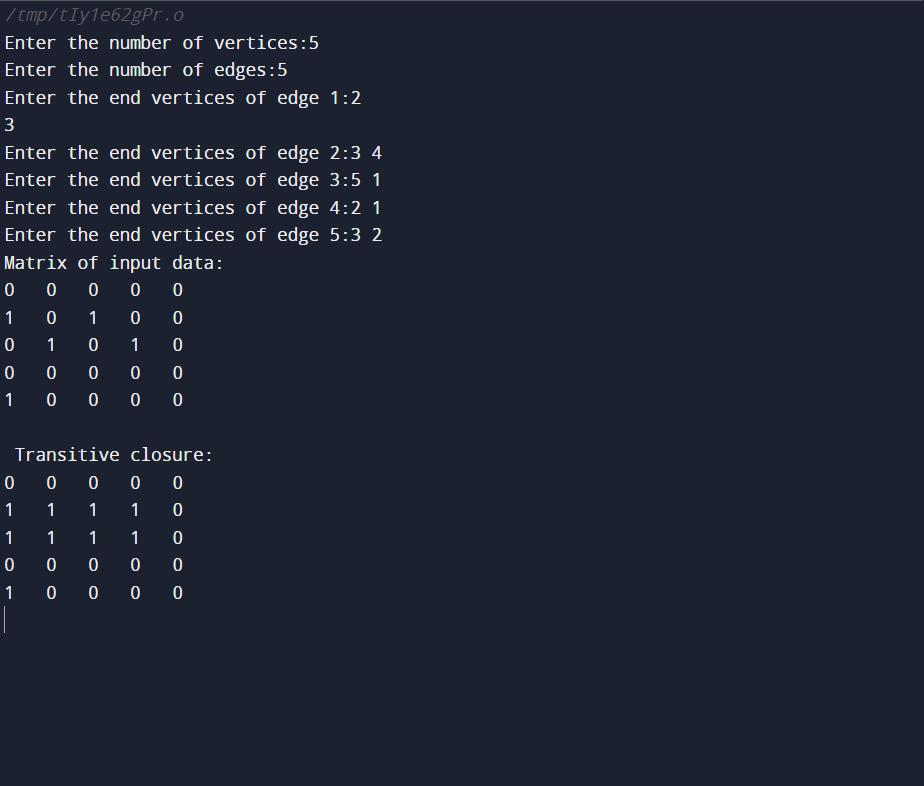 /tmp/tIy1e62gPr.o
Enter the number of vertices:5
Enter the number of edges:5
Enter the end vertices of edge 1:2
3
Enter the end vertices of edge 2:3 4
Enter the end vertices of edge 3:5 1
Enter the end vertices of edge 4:2 1
Enter the end vertices of edge 5:3 2
Matrix of input data:
0   0   0   0   0
1   0   1   0   0
0   1   0   1   0
0   0   0   0   0
1   0   0   0   0
Transitive closure:
0   0   0   0   0
1   1   1   1   0
1   1   1   1   0
0   0   0   0   0
1   0   0   0   0